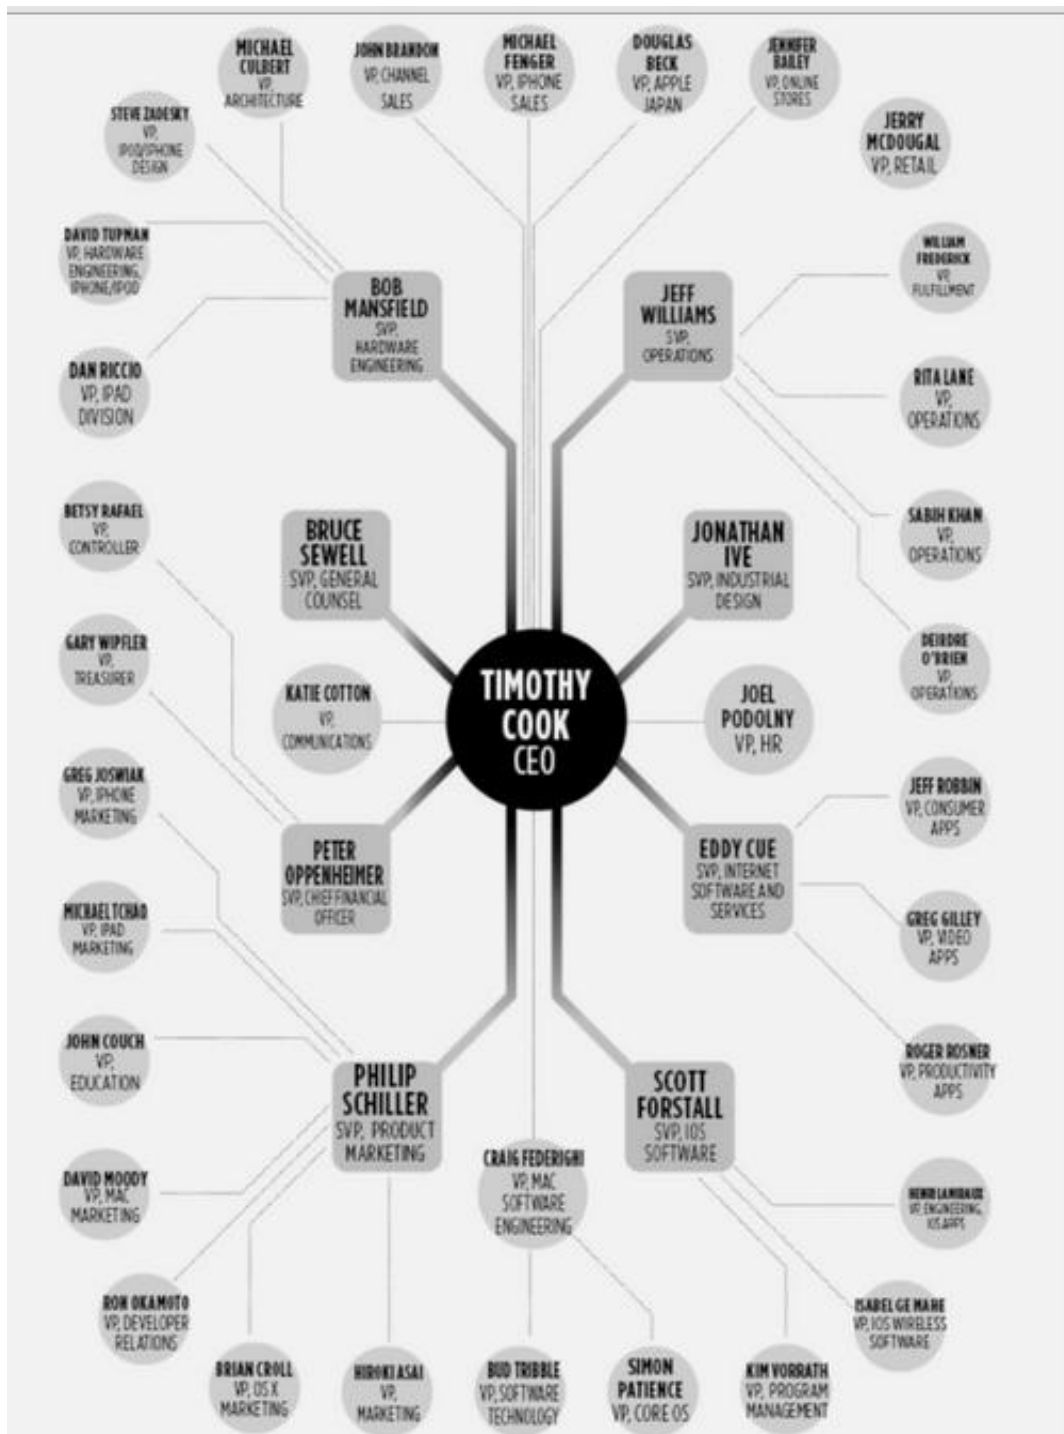 MICHAEL
CULBERT
VP,
ARCHITECTURE
JOHN BRANDON
VP, CHANNEL
SALES
MICHAEL
FENGER
VP, IPHONE
SALES
DOUGLAS
BECK
VP, APPLE
JAPAN
JENNIFER
BAILEY
VP, ONLINE
STORES
STEVE ZADESKY
VP,
IPOD/IPHONE
DESIGN
JERRY
MCDOUGAL
VP, RETAIL
DAVID TUPMAN
VP, HARDWARE
ENGINEERING,
IPHONE/IPOD
WILLIAM
FREDERICK
VP,
FULFILLMENT
BOB
MANSFIELD
SVP,
HARDWARE
ENGINEERING
JEFF
WILLIAMS
SVP,
OPERATIONS
DAN RICCIO
VP, IPAD
DIVISION
RITA LANE
VP,
OPERATIONS
BETSY RAFAEL
VP,
CONTROLLER
BRUCE
SEWELL
SVP, GENERAL
COUNSEL
JONATHAN
IVE
SVP, INDUSTRIAL
DESIGN
SABIH KHAN
VP,
OPERATIONS
GARY WIPFLER
VP,
TREASURER
DEIRDRE
O'BRIEN
VP,
OPERATIONS
KATIE COTTON
VP,
COMMUNICATIONS
TIMOTHY
COOK
CEO
JOEL
PODOLNY
VP, HR
GREG JOSWIAK
VP, IPHONE
MARKETING
JEFF ROBBIN
VP, CONSUMER
APPS
PETER
OPPENHEIMER
SVP, CHIEF FINANCIAL
OFFICER
EDDY CUE
SVP, INTERNET
SOFTWARE AND
SERVICES
MICHAEL TCHAO
VP, IPAD
MARKETING
GREG GILLEY
VP, VIDEO
APPS
JOHN COUCH
VP,
EDUCATION
ROGER ROSNER
VP, PRODUCTIVITY
APPS
PHILIP
SCHILLER
SVP, PRODUCT
MARKETING
SCOTT
FORSTALL
SVP, IOS
SOFTWARE
CRAIG FEDERIGHI
VP, MAC
SOFTWARE
ENGINEERING
DAVID MOODY
VP, MAC
MARKETING
HENRI LAMIRAUX
VP, ENGINEERING,
IOS APPS
RON OKAMOTO
VP, DEVELOPER
RELATIONS
ISABEL GE MAHE
VP, IOS WIRELESS
SOFTWARE
BRIAN CROLL
VP, OS X
MARKETING
HIROKI ASAI
VP,
MARKETING
BUD TRIBBLE
VP, SOFTWARE
TECHNOLOGY
SIMON
PATIENCE
VP, CORE OS
KIM VORRATH
VP, PROGRAM
MANAGEMENT